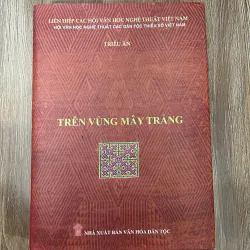 LIÊN HIỆP CÁC HỘI VĂN HỌC NGHỆ THUẬT VIỆT NAM
HỘI VĂN HỌC NGHỆ THUẬT CÁC DÂN TỘC THIỂU SỐ VIỆT NAM
TRIỀU ÂN
TRÊN VÙNG MÂY TRẮNG
NHÀ XUẤT BẢN VĂN HÓA DÂN TỘC